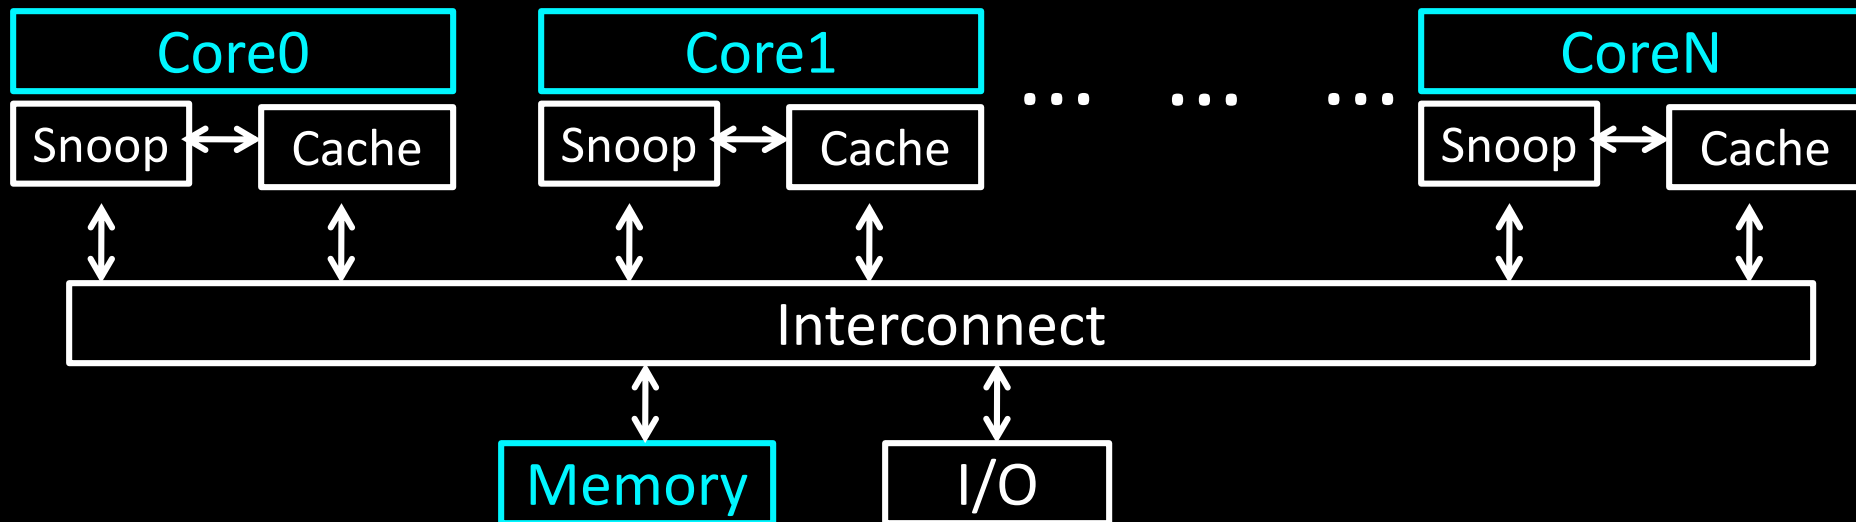 Core0 Core1 ... ... ... CoreN
Snoop Cache Snoop Cache Snoop Cache
Interconnect
Memory I/O